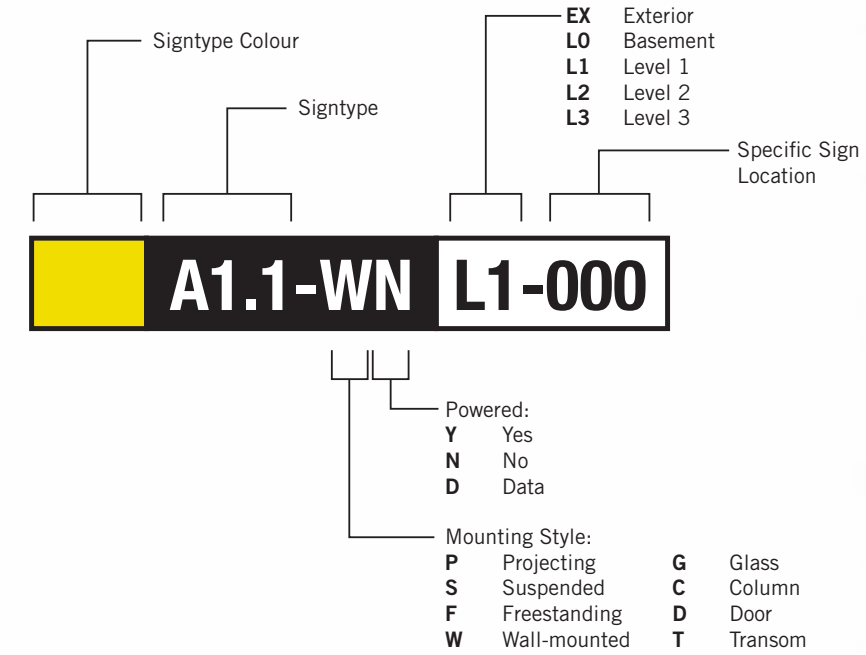 EX Exterior
L0 Basement
L1 Level 1
L2 Level 2
L3 Level 3
Signtype Colour
Signtype
Specific Sign
Location
A1.1-WN L1-000
Powered:
Y Yes
N No
D Data
Mounting Style:
P Projecting G Glass
S Suspended C Column
F Freestanding D Door
W Wall-mounted T Transom